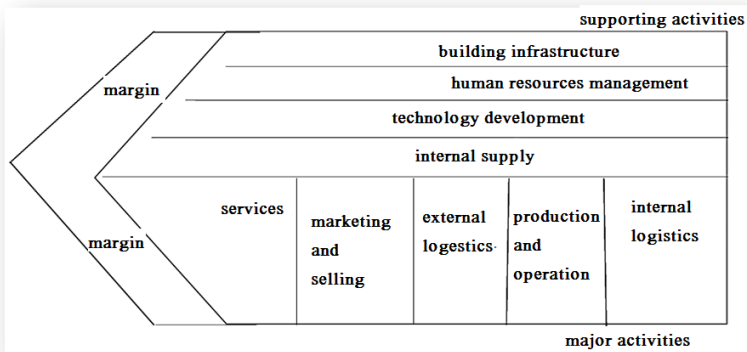 supporting activities
building infrastructure
margin
human resources management
technology development
internal supply
services
marketing
and
selling
external
logestics.
production
and
operation
internal
logistics
margin
major activities